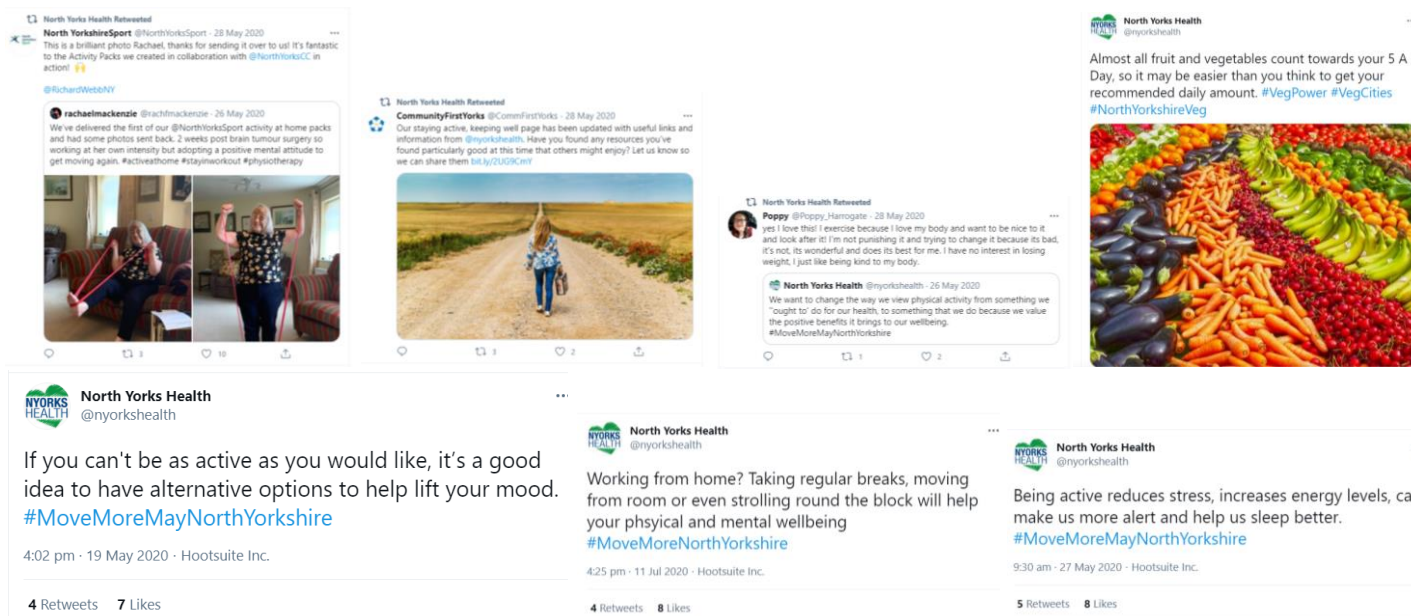 North Yorks Health Retweeted
North YorkshireSport @NorthYorksSport · 28 May 2020
This is a brilliant photo Rachael, thanks for sending it over to us! It's fantastic
to the Activity Packs we created in collaboration with @NorthYorksCC in
action! 🙌
@RichardWebbNY
rachaelmackenzie @rachfmackenzie · 26 May 2020
We've delivered the first of our @NorthYorksSport activity at home packs
and had some photos sent back. 2 weeks post brain tumour surgery so
working at her own intensity but adopting a positive mental attitude to
get moving again. #activeathome #stayinworkout #physiotherapy
3 10
North Yorks Health Retweeted
CommunityFirstYorks @CommFirstYorks · 28 May 2020
Our staying active, keeping well page has been updated with useful links and
information from @nyorkshealth. Have you found any resources you've
found particularly good at this time that others might enjoy? Let us know so
we can share them bit.ly/2UG9CmY
3 2
North Yorks Health Retweeted
Poppy @Poppy_Harrogate · 28 May 2020
yes I love this! I exercise because I love my body and want to be nice to it
and look after it! I'm not punishing it and trying to change it because its bad,
it's not, its wonderful and does its best for me. I have no interest in losing
weight, I just like being kind to my body.
North Yorks Health @nyorkshealth · 26 May 2020
We want to change the way we view physical activity from something we
"ought to' do for our health, to something that we do because we value
the positive benefits it brings to our wellbeing.
#MoveMoreMayNorthYorkshire
1 2
NYORKS
HEALTH
North Yorks Health
@nyorkshealth
Almost all fruit and vegetables count towards your 5 A
Day, so it may be easier than you think to get your
recommended daily amount. #VegPower #VegCities
#NorthYorkshireVeg
NYORKS
HEALTH
North Yorks Health
@nyorkshealth
If you can't be as active as you would like, it's a good
idea to have alternative options to help lift your mood.
#MoveMoreMayNorthYorkshire
4:02 pm · 19 May 2020 · Hootsuite Inc.
4 Retweets 7 Likes
NYORKS
HEALTH
North Yorks Health
@nyorkshealth
Working from home? Taking regular breaks, moving
from room or even strolling round the block will help
your phsyical and mental wellbeing
#MoveMoreNorthYorkshire
4:25 pm · 11 Jul 2020 · Hootsuite Inc.
4 Retweets 8 Likes
NYORKS
HEALTH
North Yorks Health
@nyorkshealth
Being active reduces stress, increases energy levels, ca
make us more alert and help us sleep better.
#MoveMoreMayNorthYorkshire
9:30 am · 27 May 2020 · Hootsuite Inc.
5 Retweets 8 Likes